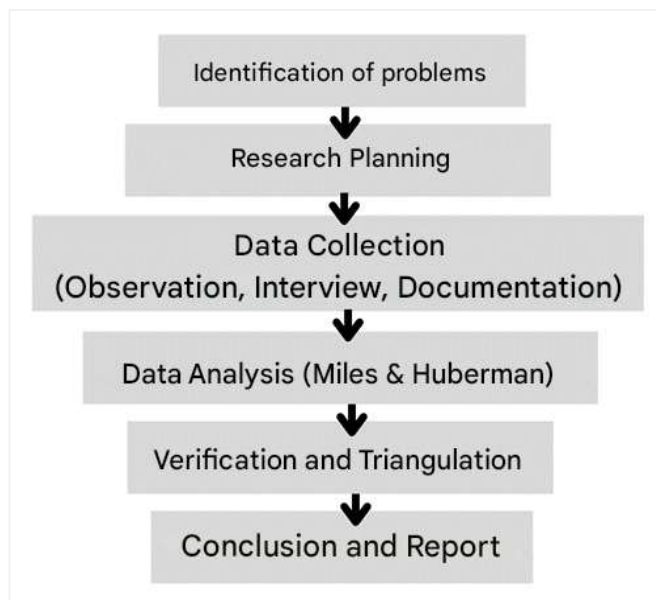 Identification of problems
Research Planning
Data Collection
(Observation, Interview, Documentation)
Data Analysis (Miles & Huberman)
Verification and Triangulation
Conclusion and Report